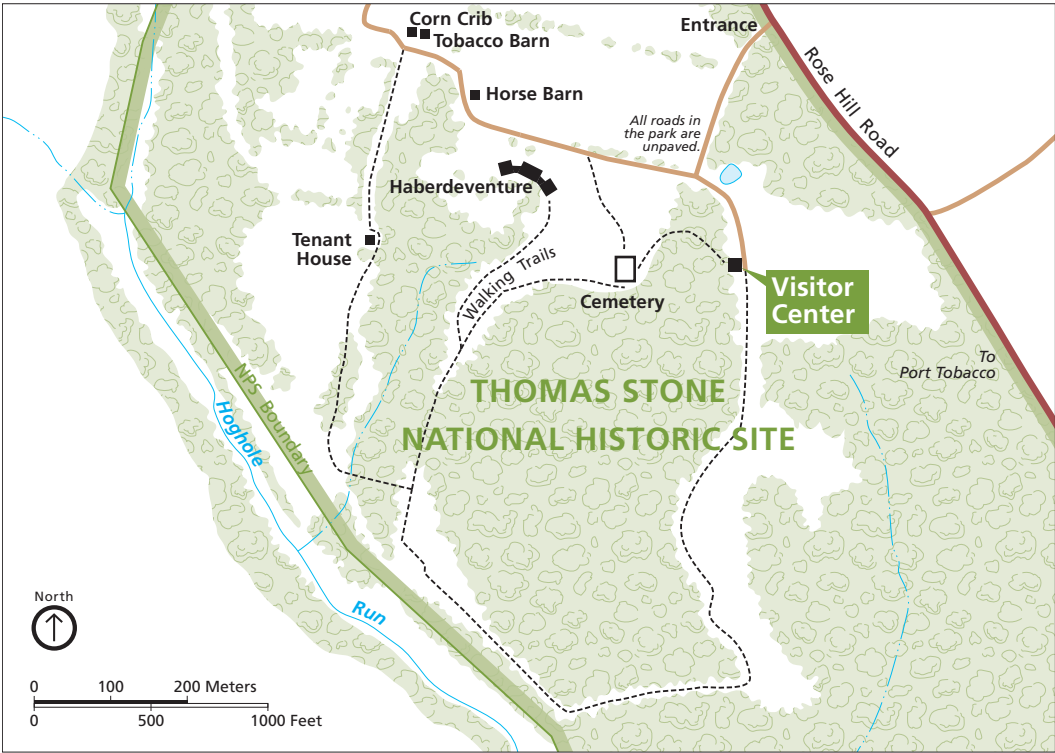 Corn Crib
Tobacco Barn
Entrance
Rose Hill Road
Horse Barn
All roads in
the park are
unpaved.
Haberdeventure
Tenant
House
Walking Trails
Cemetery
Visitor
Center
To
Port Tobacco
NPS Boundary
THOMAS STONE
NATIONAL HISTORIC SITE
Hoghole
Run
North
0 100 200 Meters
0 500 1000 Feet